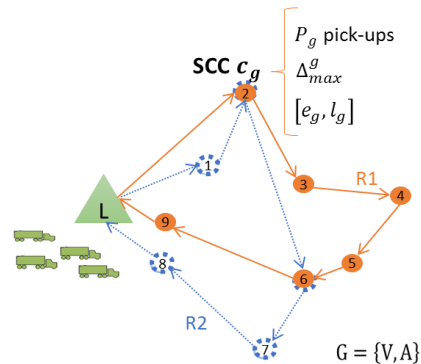 P_g pick-ups
SCC c_g
Δ^g_max
[e_g, l_g]
2
1
3
R1
4
L
9
5
6
8
R2
7
G = {V,A}